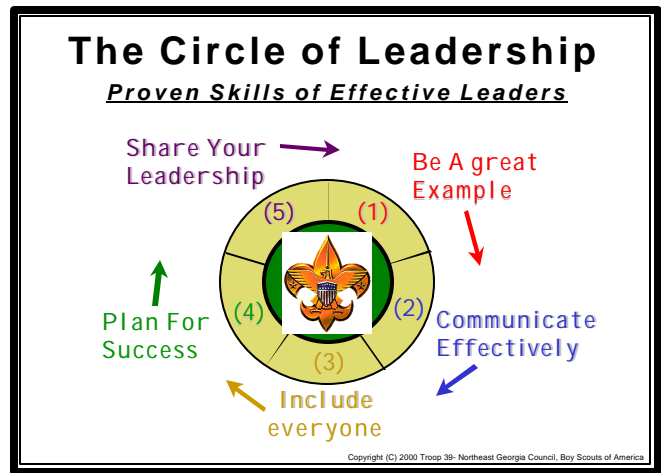 The Circle of Leadership
Proven Skills of Effective Leaders
Share Your
Leadership
Be A great
Example
(5)
(1)
(4)
(2)
Plan For
Success
Communicate
Effectively
(3)
Include
everyone
Copyright (C) 2000 Troop 39- Northeast Georgia Council, Boy Scouts of America